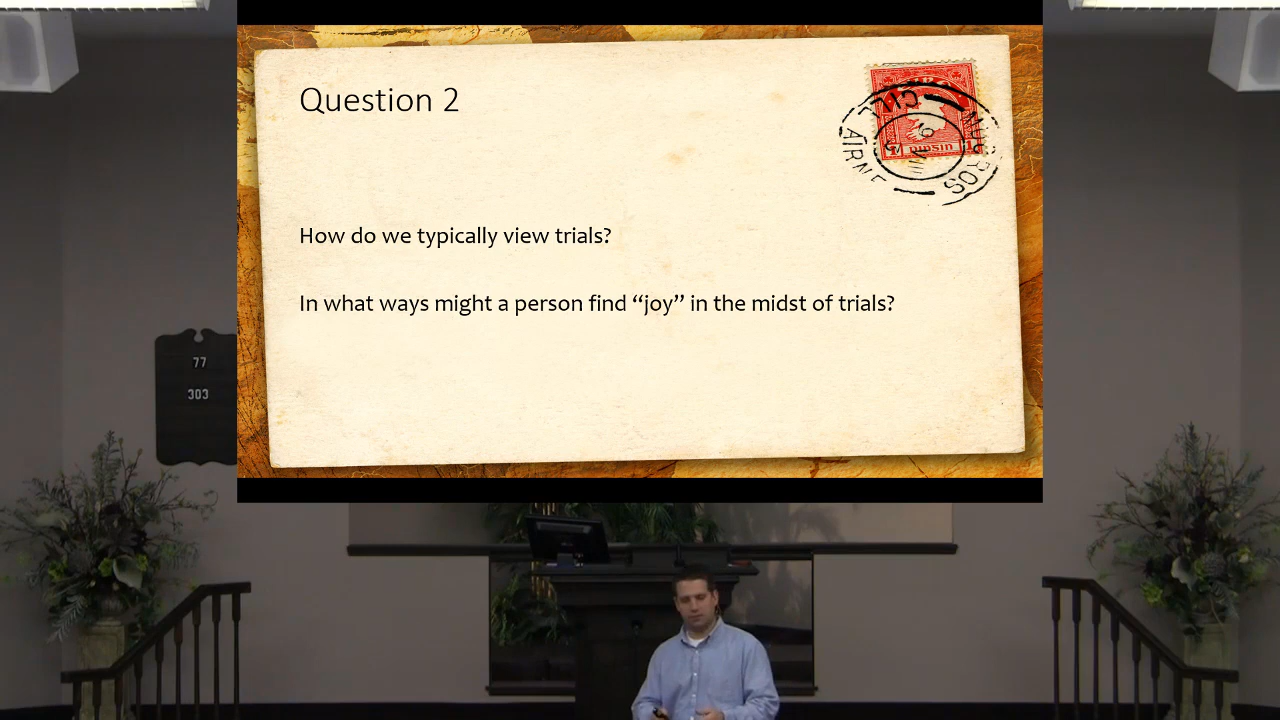 Question 2
How do we typically view trials?
In what ways might a person find “joy” in the midst of trials?
77
303
AIRNE